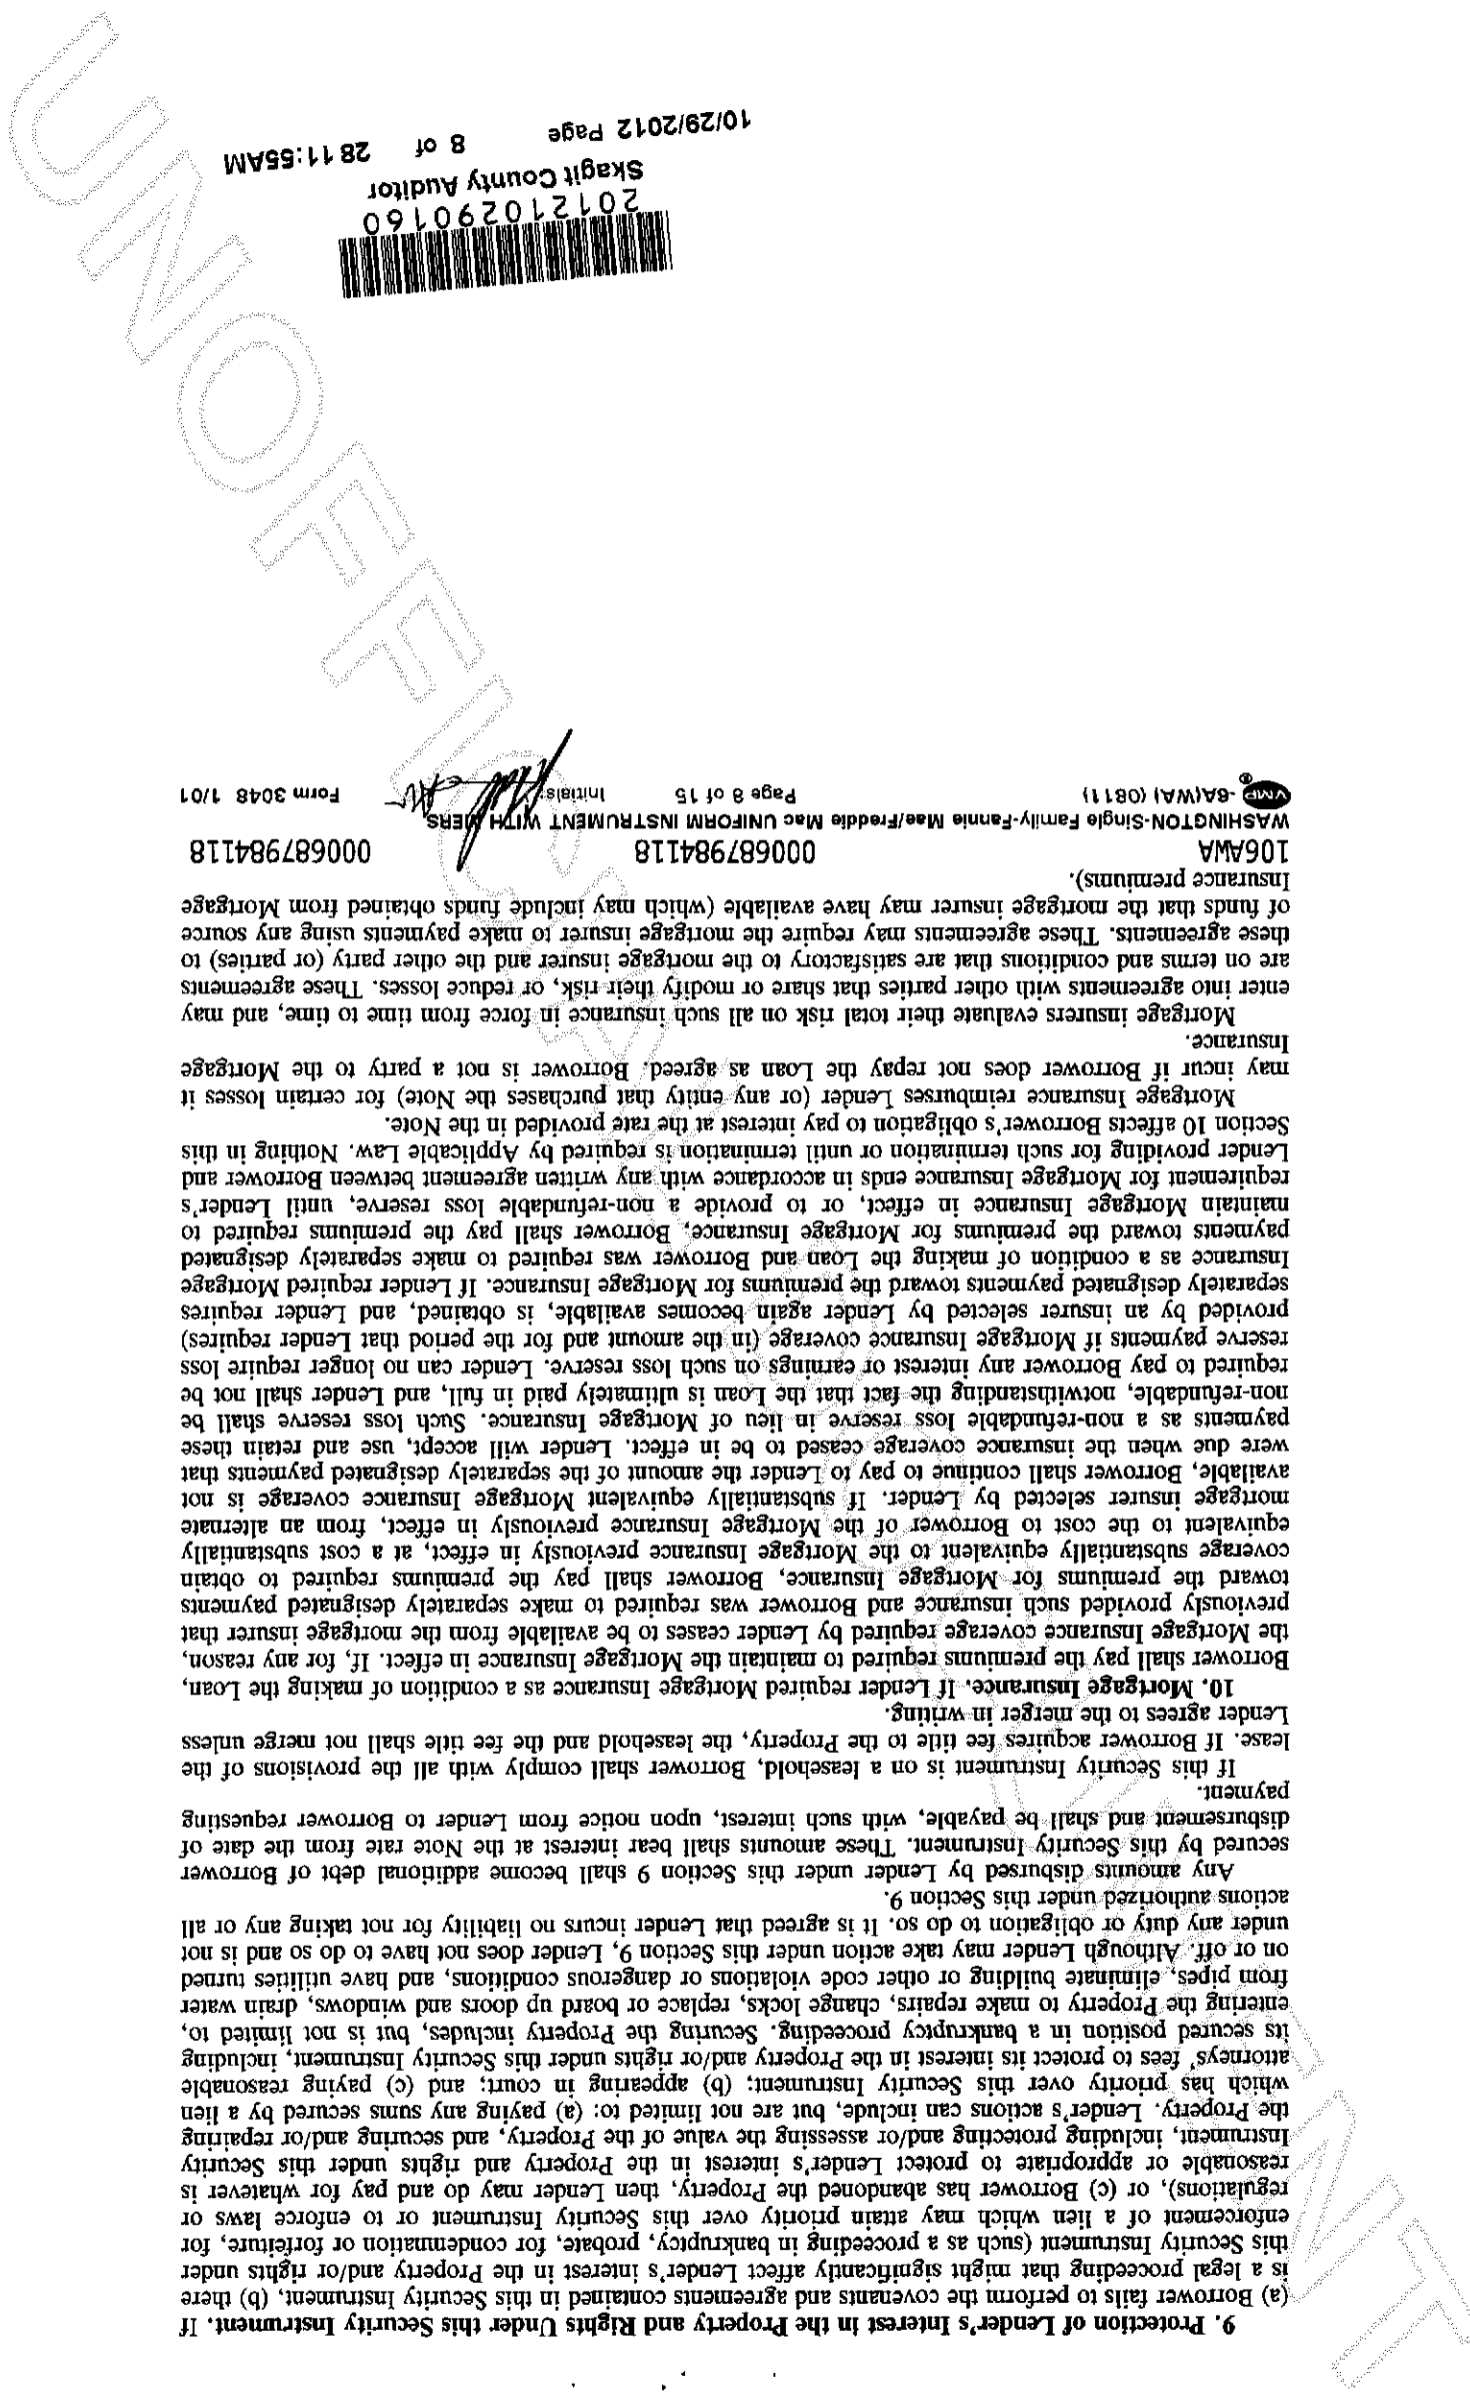 9. Protection of Lender's Interest in the Property and Rights Under this Security Instrument. If
(a) Borrower fails to perform the covenants and agreements contained in this Security Instrument, (b) there
is a legal proceeding that might significantly affect Lender's interest in the Property and/or rights under
this Security Instrument (such as a proceeding in bankruptcy, probate, for condemnation or forfeiture, for
enforcement of a lien which may attain priority over this Security Instrument or to enforce laws or
regulations), or (c) Borrower has abandoned the Property, then Lender may do and pay for whatever is
reasonable or appropriate to protect Lender's interest in the Property and rights under this Security
Instrument, including protecting and/or assessing the value of the Property, and securing and/or repairing
the Property. Lender's actions can include, but are not limited to: (a) paying any sums secured by a lien
which has priority over this Security Instrument; (b) appearing in court; and (c) paying reasonable
attorneys' fees to protect its interest in the Property and/or rights under this Security Instrument, including
its secured position in a bankruptcy proceeding. Securing the Property includes, but is not limited to,
entering the Property to make repairs, change locks, replace or board up doors and windows, drain water
from pipes, eliminate building or other code violations or dangerous conditions, and have utilities turned
on or off. Although Lender may take action under this Section 9, Lender does not have to do so and is not
under any duty or obligation to do so. It is agreed that Lender incurs no liability for not taking any or all
actions authorized under this Section 9.
Any amounts disbursed by Lender under this Section 9 shall become additional debt of Borrower
secured by this Security Instrument. These amounts shall bear interest at the Note rate from the date of
disbursement and shall be payable, with such interest, upon notice from Lender to Borrower requesting
payment.
If this Security Instrument is on a leasehold, Borrower shall comply with all the provisions of the
lease. If Borrower acquires fee title to the Property, the leasehold and the fee title shall not merge unless
Lender agrees to the merger in writing.
10. Mortgage Insurance. If Lender required Mortgage Insurance as a condition of making the Loan,
Borrower shall pay the premiums required to maintain the Mortgage Insurance in effect. If, for any reason,
the Mortgage Insurance coverage required by Lender ceases to be available from the mortgage insurer that
previously provided such insurance and Borrower was required to make separately designated payments
toward the premiums for Mortgage Insurance, Borrower shall pay the premiums required to obtain
coverage substantially equivalent to the Mortgage Insurance previously in effect, at a cost substantially
equivalent to the cost to Borrower of the Mortgage Insurance previously in effect, from an alternate
mortgage insurer selected by Lender. If substantially equivalent Mortgage Insurance coverage is not
available, Borrower shall continue to pay to Lender the amount of the separately designated payments that
were due when the insurance coverage ceased to be in effect. Lender will accept, use and retain these
payments as a non-refundable loss reserve in lieu of Mortgage Insurance. Such loss reserve shall be
non-refundable, notwithstanding the fact that the Loan is ultimately paid in full, and Lender shall not be
required to pay Borrower any interest or earnings on such loss reserve. Lender can no longer require loss
reserve payments if Mortgage Insurance coverage (in the amount and for the period that Lender requires)
provided by an insurer selected by Lender again becomes available, is obtained, and Lender requires
separately designated payments toward the premiums for Mortgage Insurance. If Lender required Mortgage
Insurance as a condition of making the Loan and Borrower was required to make separately designated
payments toward the premiums for Mortgage Insurance, Borrower shall pay the premiums required to
maintain Mortgage Insurance in effect, or to provide a non-refundable loss reserve, until Lender's
requirement for Mortgage Insurance ends in accordance with any written agreement between Borrower and
Lender providing for such termination or until termination is required by Applicable Law. Nothing in this
Section 10 affects Borrower's obligation to pay interest at the rate provided in the Note.
Mortgage Insurance reimburses Lender (or any entity that purchases the Note) for certain losses it
may incur if Borrower does not repay the Loan as agreed. Borrower is not a party to the Mortgage
Insurance.
Mortgage insurers evaluate their total risk on all such insurance in force from time to time, and may
enter into agreements with other parties that share or modify their risk, or reduce losses. These agreements
are on terms and conditions that are satisfactory to the mortgage insurer and the other party (or parties) to
these agreements. These agreements may require the mortgage insurer to make payments using any source
of funds that the mortgage insurer may have available (which may include funds obtained from Mortgage
Insurance premiums).
106AWA 000687984118 000687984118
WASHINGTON-Single Family-Fannie Mae/Freddie Mac UNIFORM INSTRUMENT WITH MERS
VMP ® -6A(WA) (0811) Page 8 of 15 Initials: Form 3048 1/01
201210290160
Skagit County Auditor
10/29/2012 Page 8 of 28 11:55AM
UNOFFICIAL DOCUMENT